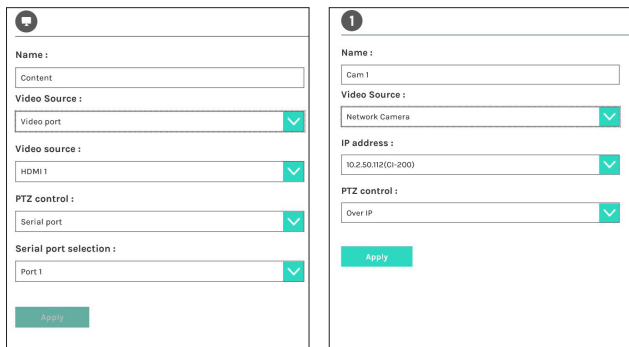 Name :
Content
Video Source :
Video port
Video source :
HDMI 1
PTZ control :
Serial port
Serial port selection :
Port 1
Apply
1
Name :
Cam 1
Video Source :
Network Camera
IP address :
10.2.50.112(CI-200)
PTZ control :
Over IP
Apply